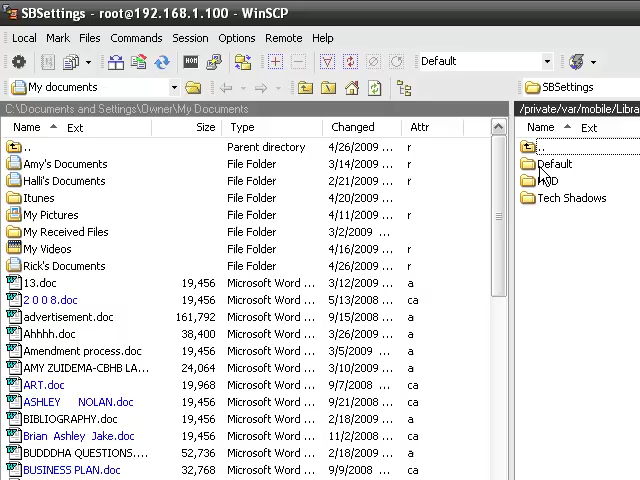 SBSettings - root@192.168.1.100 - WinSCP
Local Mark Files Commands Session Options Remote Help
Default
My documents
SBSettings
C:\Documents and Settings\Owner\My Documents
/private/var/mobile/Libra
Name Ext Size Type Changed Attr
Name Ext
.. Parent directory 4/26/2009 ... r
Amy's Documents File Folder 3/14/2009 ... r
Halli's Documents File Folder 2/21/2009 ... r
Itunes File Folder 4/20/2009 ...
My Pictures File Folder 4/11/2009 ... r
My Received Files File Folder 3/2/2009 ...
My Videos File Folder 4/16/2009 ... r
Rick's Documents File Folder 4/26/2009 ... r
13.doc 19,456 Microsoft Word ... 3/12/2009 ... a
2 0 0 8.doc 19,456 Microsoft Word ... 5/13/2008 ... ca
advertisement.doc 161,792 Microsoft Word ... 9/15/2008 ... a
Ahhhh.doc 38,400 Microsoft Word ... 3/26/2009 ... a
Amendment process.doc 19,456 Microsoft Word ... 3/5/2009 ... a
AMY ZUIDEMA-CBHB LA... 24,064 Microsoft Word ... 3/10/2009 ... a
ART.doc 19,968 Microsoft Word ... 9/7/2008 ... ca
ASHLEY NOLAN.doc 19,456 Microsoft Word ... 9/21/2008 ... ca
BIBLIOGRAPHY.doc 19,456 Microsoft Word ... 2/18/2009 ... a
Brian Ashley Jake.doc 19,456 Microsoft Word ... 11/2/2008 ... ca
BUDDDHA QUESTIONS.... 52,736 Microsoft Word ... 2/18/2009 ... a
BUSINESS PLAN.doc 32,768 Microsoft Word ... 9/9/2008 ... ca
..
Default
Tech Shadows